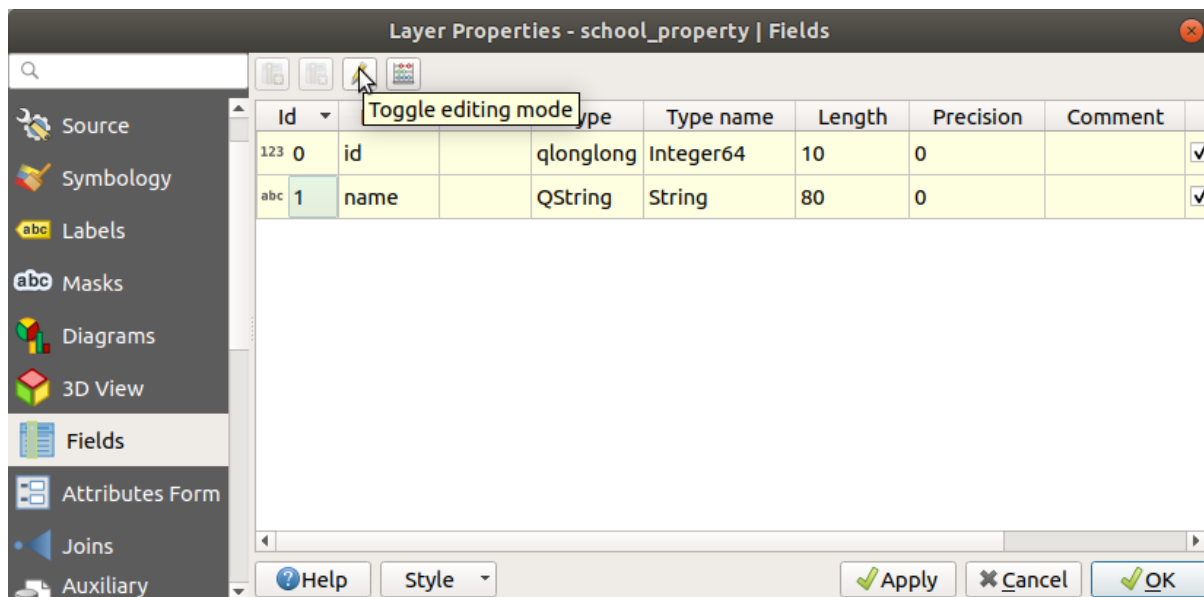 Layer Properties - school_property | Fields
Source
Symbology
abc Labels
abc Masks
Diagrams
3D View
Fields
Attributes Form
Joins
Auxiliary
Toggle editing mode
Id Type name Length Precision Comment
123 0 id qlonglong Integer64 10 0
abc 1 name QString String 80 0
Help Style Apply Cancel OK